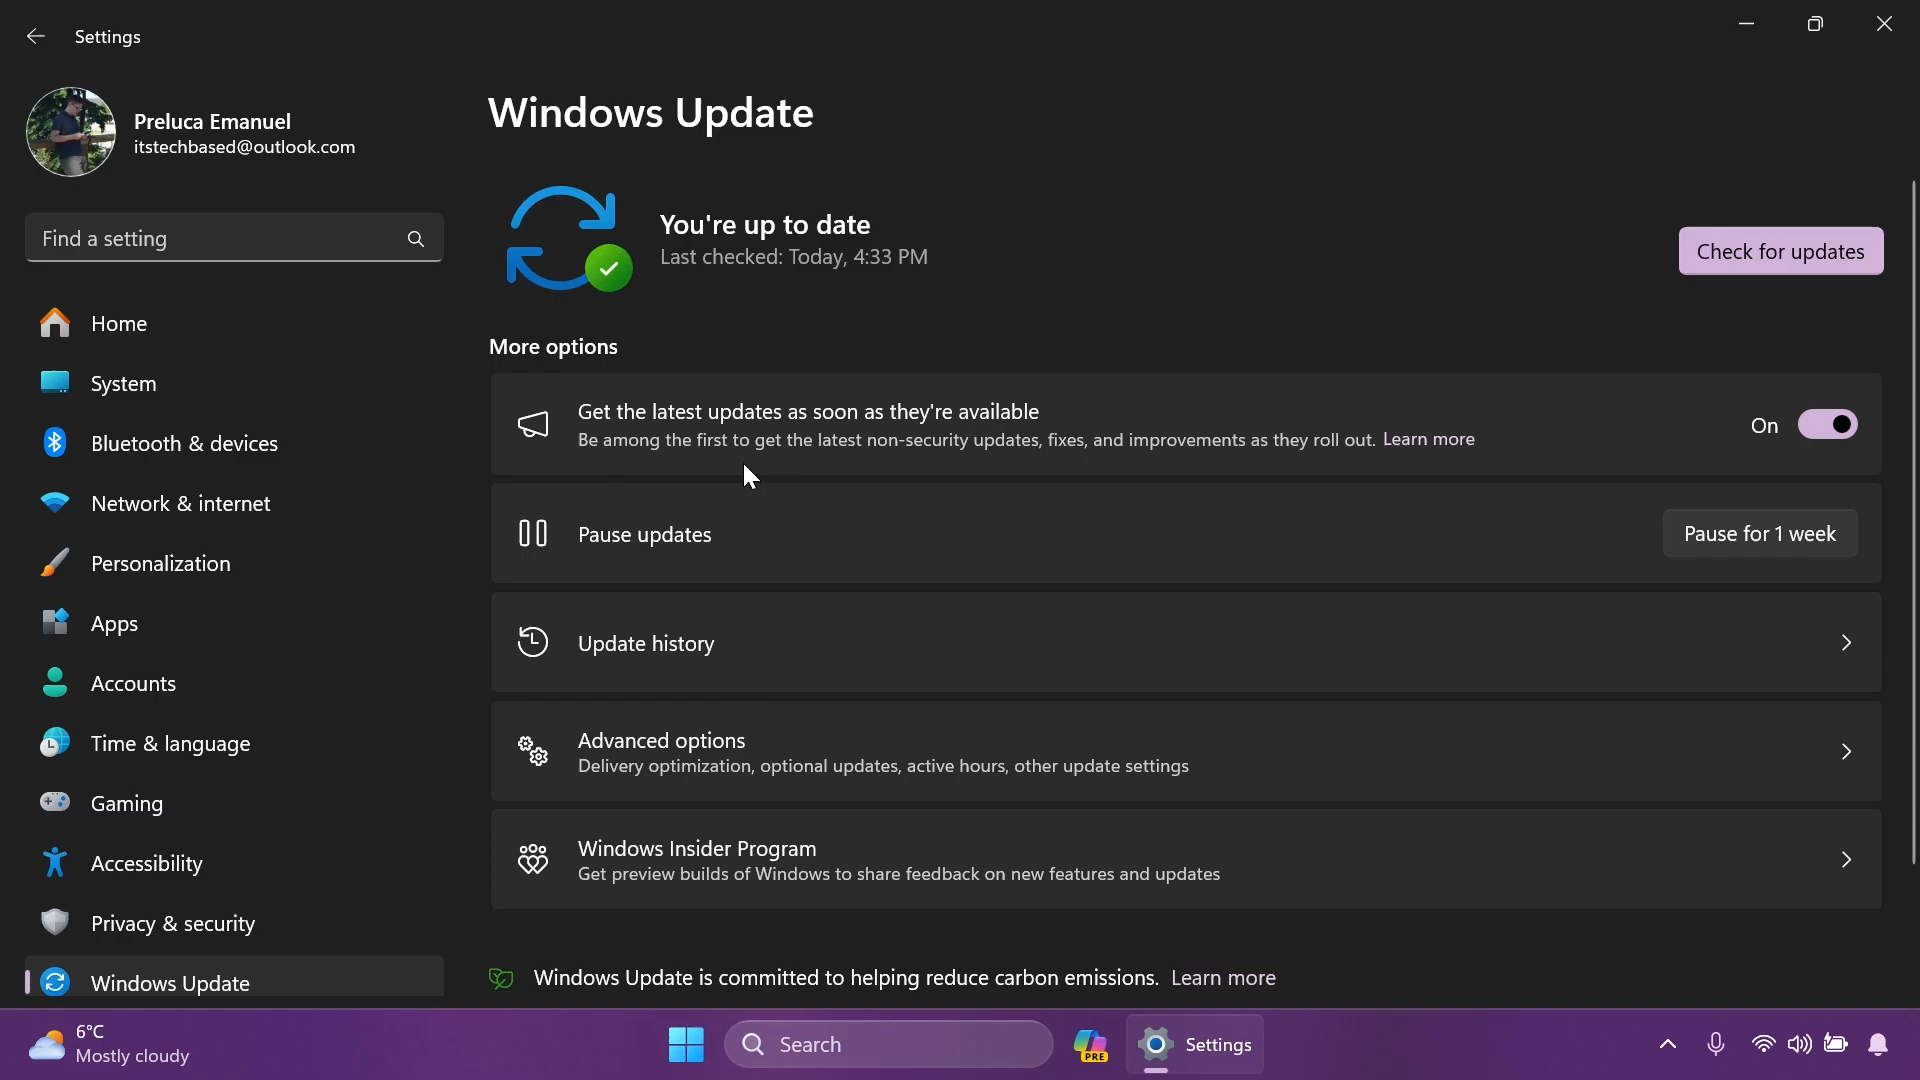 Settings
Preluca Emanuel
itstechbased@outlook.com
Find a setting
Home
System
Bluetooth & devices
Network & internet
Personalization
Apps
Accounts
Time & language
Gaming
Accessibility
Privacy & security
Windows Update
Windows Update
You're up to date
Last checked: Today, 4:33 PM
Check for updates
More options
Get the latest updates as soon as they're available
Be among the first to get the latest non-security updates, fixes, and improvements as they roll out. Learn more
On
Pause updates
Pause for 1 week
Update history
Advanced options
Delivery optimization, optional updates, active hours, other update settings
Windows Insider Program
Get preview builds of Windows to share feedback on new features and updates
Windows Update is committed to helping reduce carbon emissions. Learn more
6°C
Mostly cloudy
Search
PRE
Settings